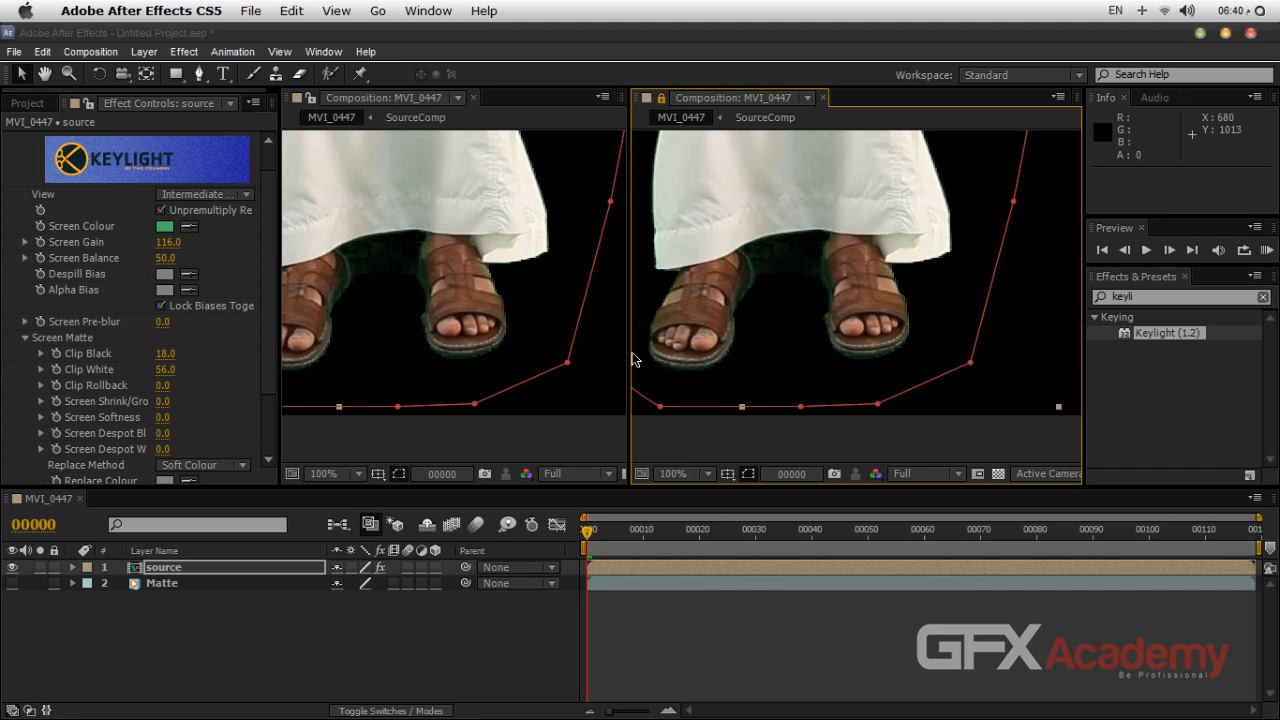 Adobe After Effects CS5 File Edit View Go Window Help EN 06:40 م
Ae Adobe After Effects - Untitled Project.aep *
File Edit Composition Layer Effect Animation View Window Help
Workspace: Standard Search Help
Project Effect Controls: source Composition: MVI_0447 Composition: MVI_0447 Info Audio
MVI_0447 • source MVI_0447 SourceComp MVI_0447 SourceComp
R: X: 680
G: Y: 1013
B:
A: 0
KEYLIGHT
BY THE FOUNDRY
View Intermediate ...
Unpremultiply Re
Screen Colour
Screen Gain 116.0
Screen Balance 50.0
Despill Bias
Alpha Bias
Lock Biases Toge
Screen Pre-blur 0.0
Screen Matte
Clip Black 18.0
Clip White 56.0
Clip Rollback 0.0
Screen Shrink/Gro 0.0
Screen Softness 0.0
Screen Despot Bl 0.0
Screen Despot W 0.0
Replace Method Soft Colour
Replace Colour
Preview
Effects & Presets
keyli
Keying
32 Keylight (1.2)
100% 00000 Full 100% 00000 Full Active Camera
MVI_0447
00000
00010 00020 00030 00040 00050 00060 00070 00080 00090 00100 00110
# Layer Name fx Parent
1 source fx None
2 Matte None
Toggle Switches / Modes
GFX Academy
Be Profissional